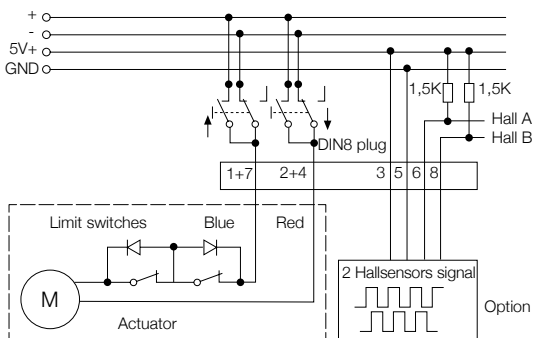 +
-
5V+
GND
1,5K 1,5K
Hall A
Hall B
DIN8 plug
1+7 2+4 3 5 6 8
Limit switches Blue Red
2 Hallsensors signal
M
Option
Actuator